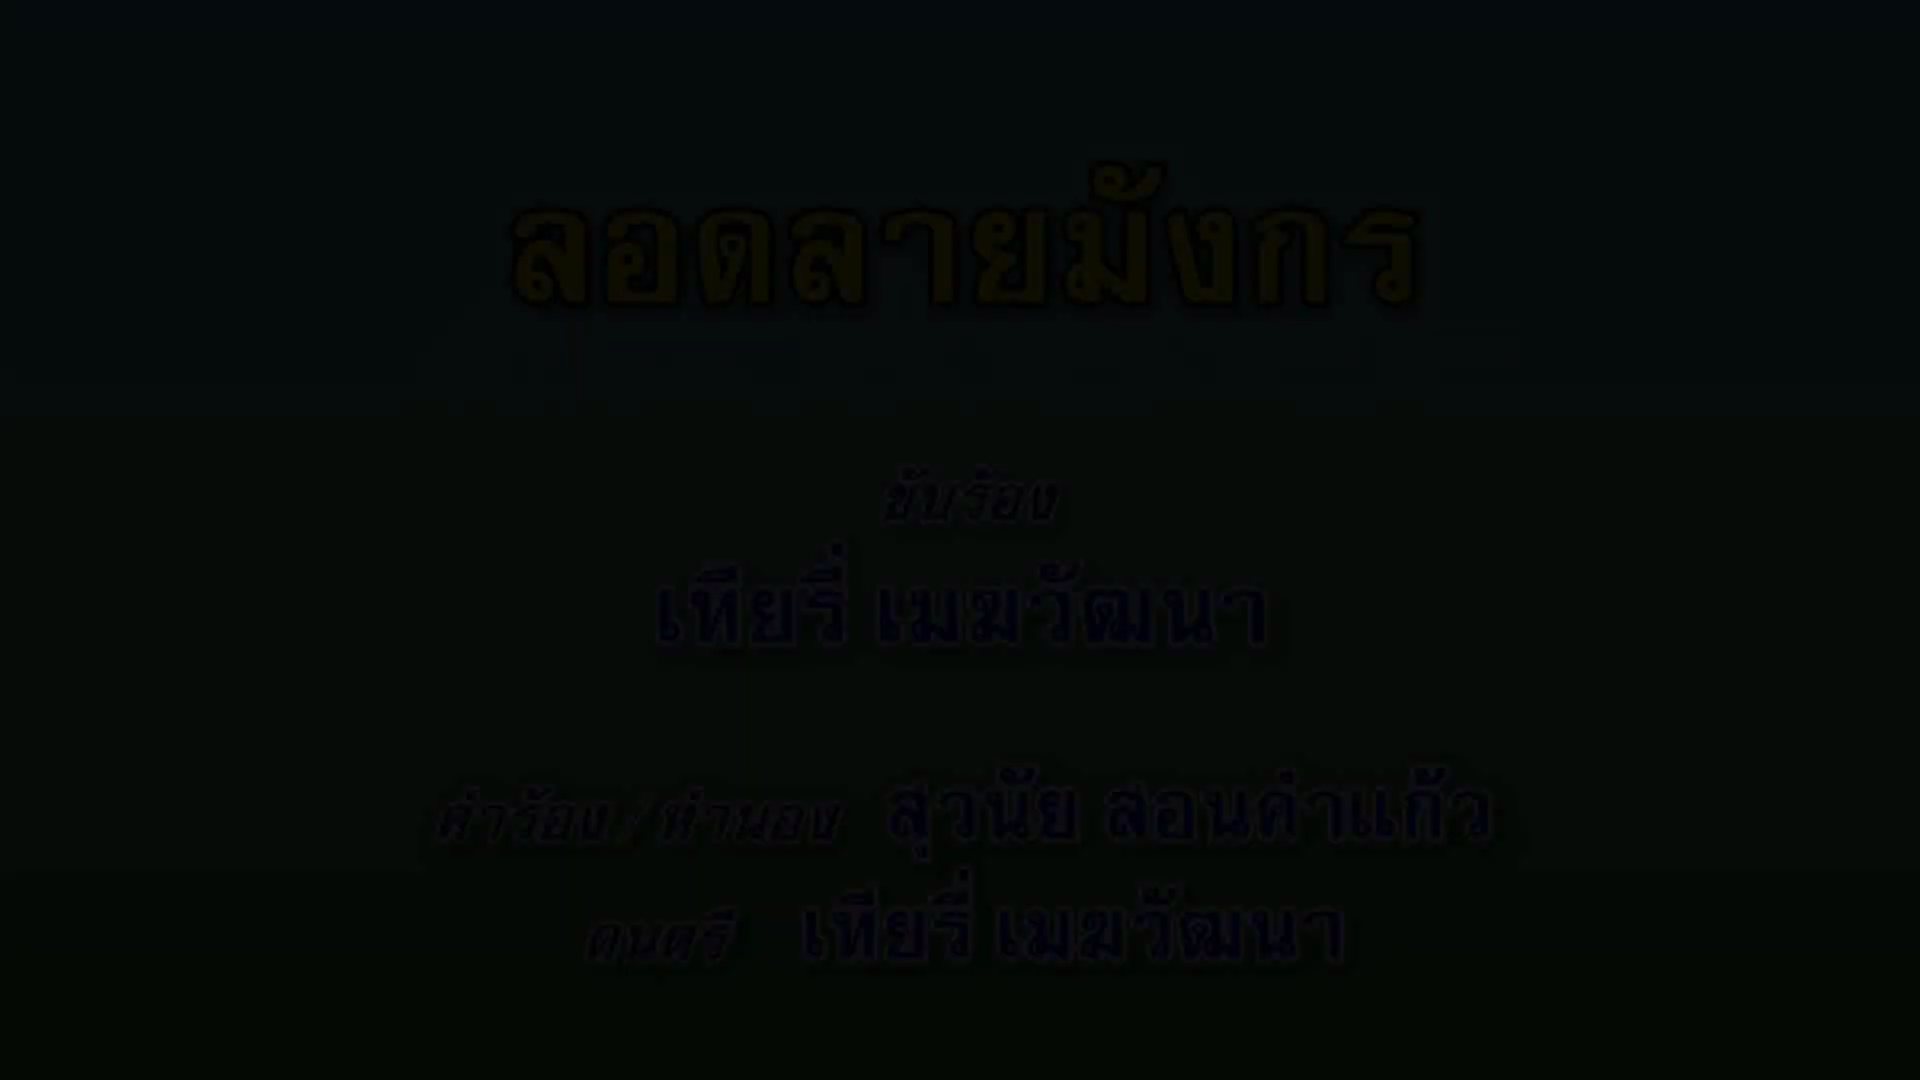 ลอดลายมังกร
ขับร้อง
เทียรี่ เมฆวัฒนา
คำร้อง / ทำนอง สุวนัย ลอนคำแก้ว
ดนตรี เทียรี่ เมฆวัฒนา